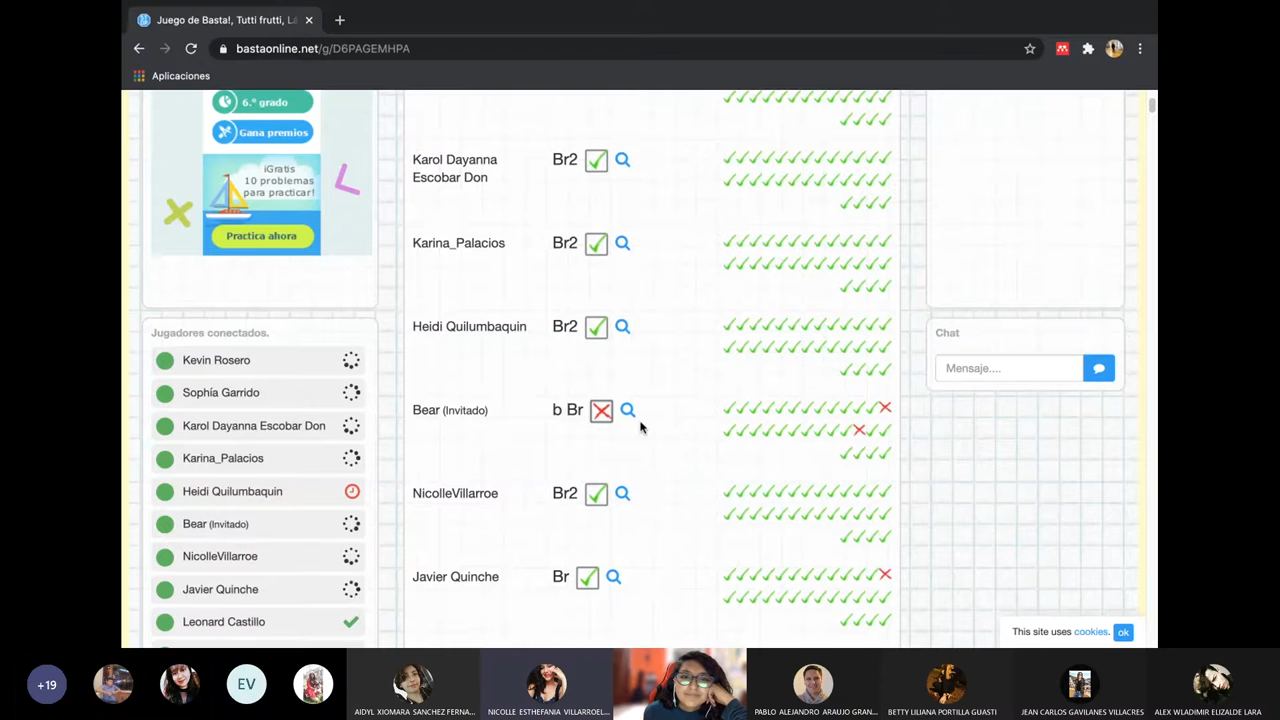 Juego de Basta!, Tutti frutti, Lá
bastaonline.net/g/D6PAGEMHPA
Aplicaciones
6.º grado
Gana premios
¡Gratis
10 problemas
para practicar!
Practica ahora
Jugadores conectados.
Kevin Rosero
Sophía Garrido
Karol Dayanna Escobar Don
Karina_Palacios
Heidi Quilumbaquin
Bear (Invitado)
NicolleVillarroe
Javier Quinche
Leonard Castillo
Karol Dayanna
Escobar Don
Br2
Karina_Palacios
Br2
Heidi Quilumbaquin
Br2
Bear (Invitado)
b Br
NicolleVillarroe
Br2
Javier Quinche
Br
Chat
Mensaje....
This site uses cookies.
ok
+19
EV
AIDYL XIOMARA SANCHEZ FERNA...
NICOLLE ESTHEFANIA VILLARROEL...
PABLO ALEJANDRO ARAUJO GRAN...
BETTY LILIANA PORTILLA GUASTI
JEAN CARLOS GAVILANES VILLACRES
ALEX WLADIMIR ELIZALDE LARA